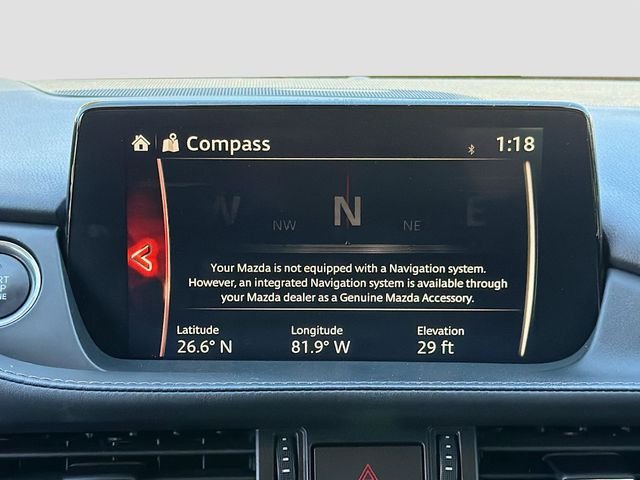 Compass
1:18
W NW N NE E
Your Mazda is not equipped with a Navigation system.
However, an integrated Navigation system is available through
your Mazda dealer as a Genuine Mazda Accessory.
Latitude Longitude Elevation
26.6° N 81.9° W 29 ft